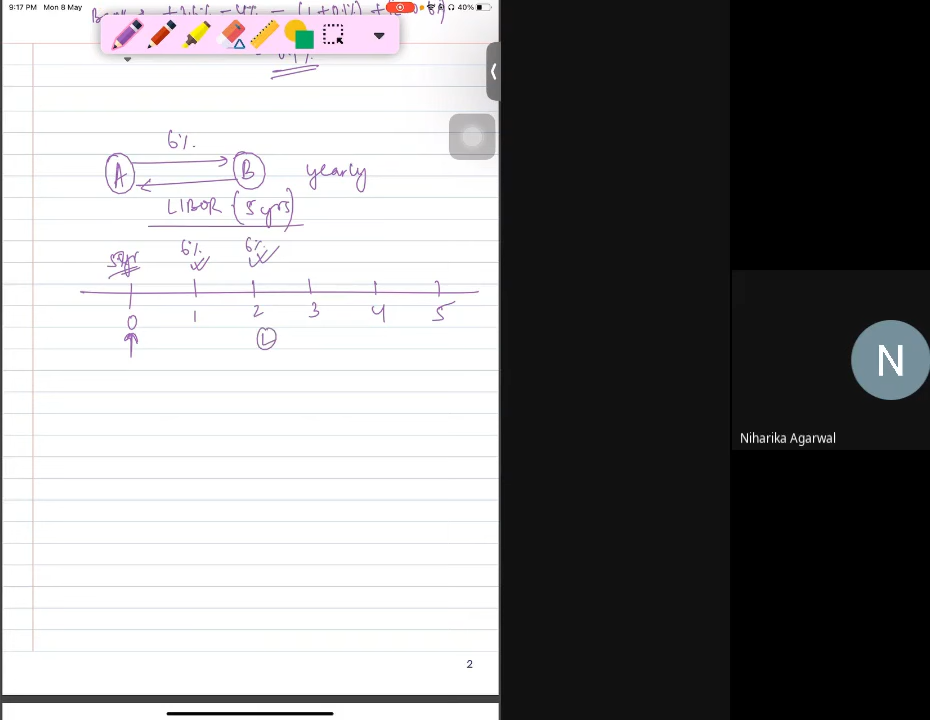 9:17 PM Mon 8 May
40%
6%
A B yearly
LIBOR (5 yrs)
5yr 6% 6%
0 1 2 3 4 5
L
2
N
Niharika Agarwal